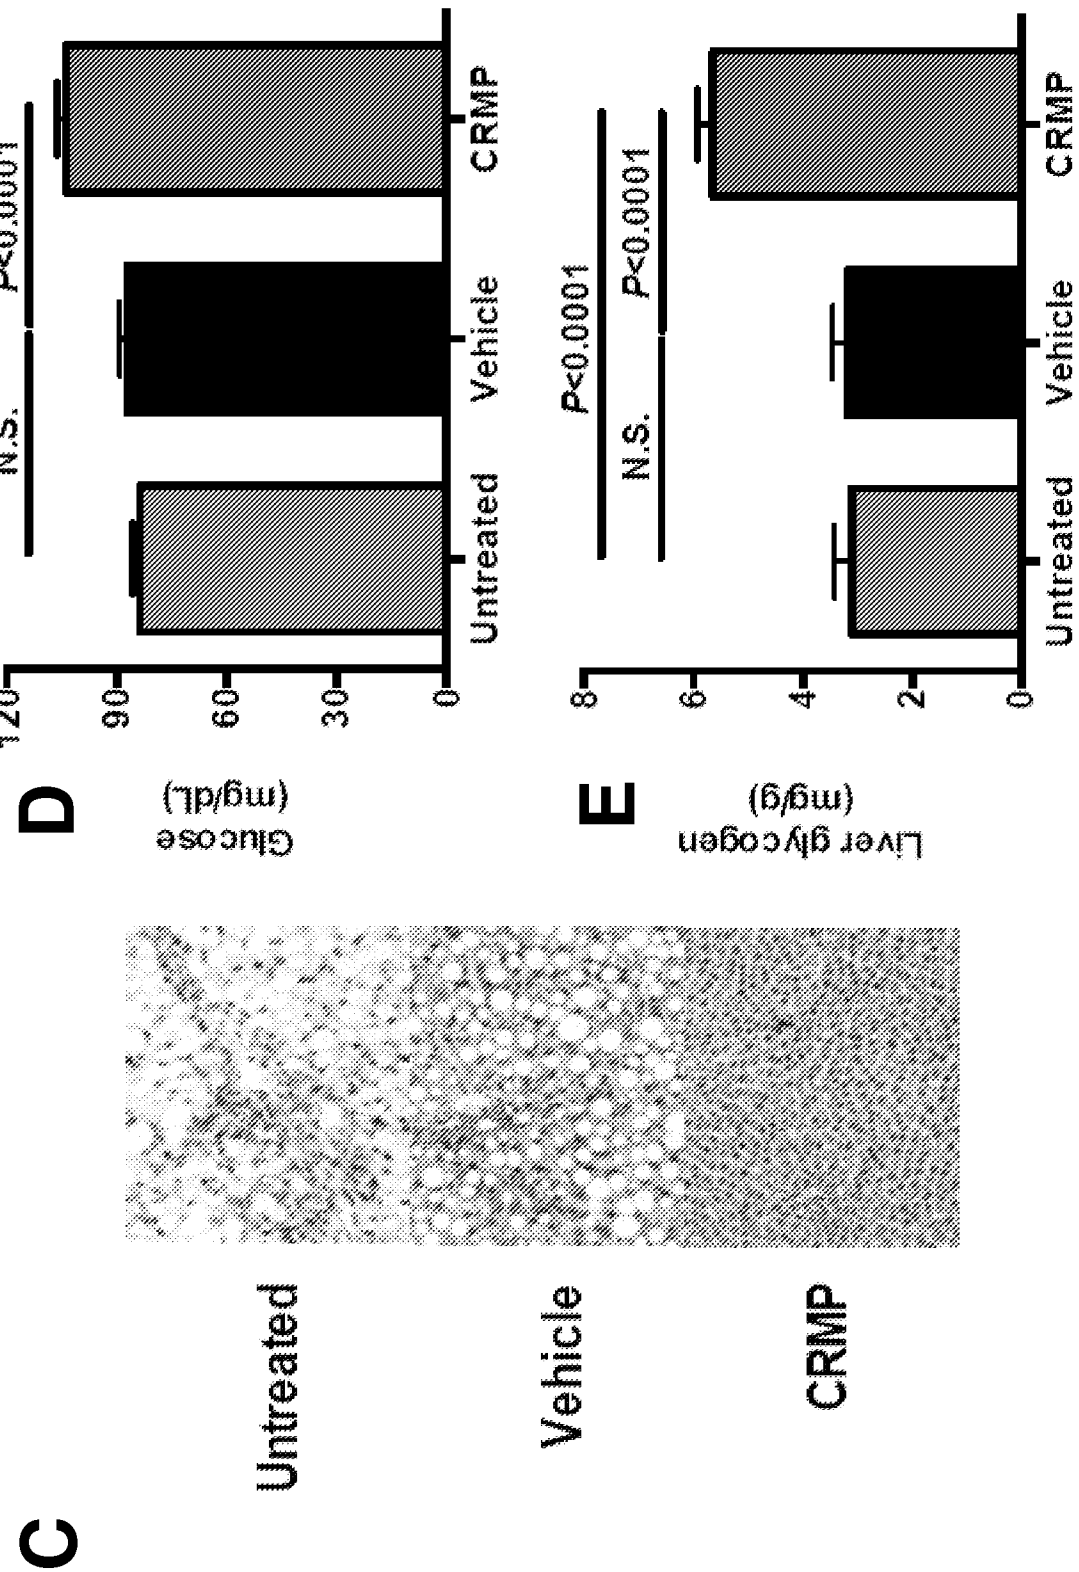 C
Untreated
Vehicle
CRMP
D
Glucose
(mg/dL)
120
90
60
30
0
N.S.
P<0.0001
Untreated
Vehicle
CRMP
E
Liver glycogen
(mg/g)
8
6
4
2
0
P<0.0001
N.S.
P<0.0001
Untreated
Vehicle
CRMP